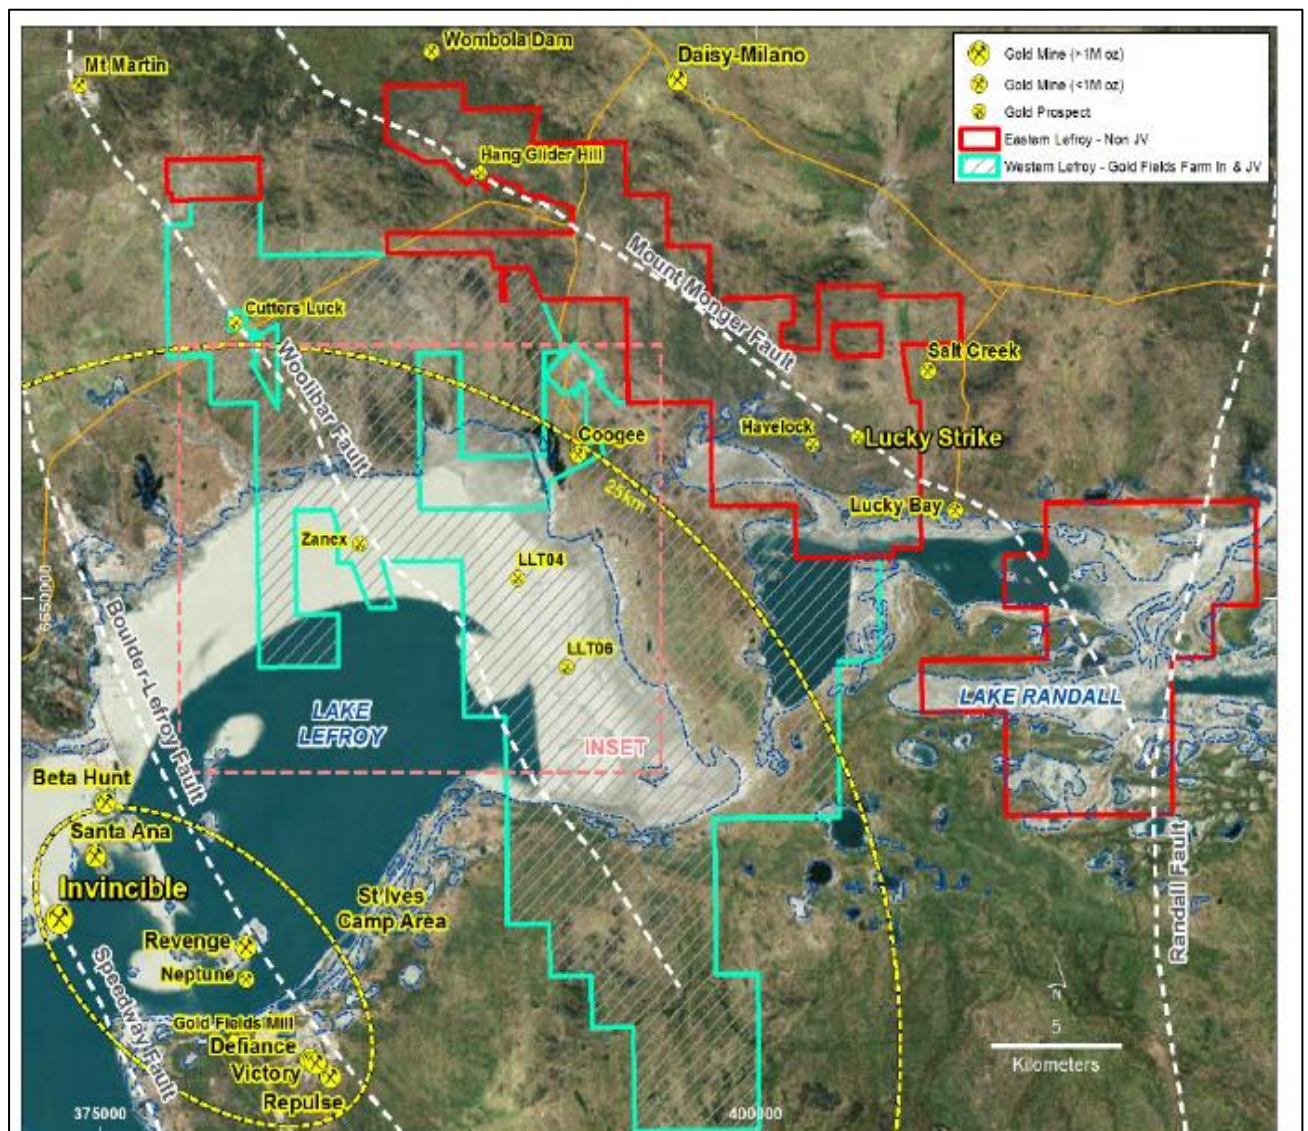 Wombola Dam
Daisy-Milano
Mt Martin
Gold Mine (>1M oz)
Gold Mine (<1M oz)
Gold Prospect
Eastern Lefroy - Non JV
Western Lefroy - Gold Fields Farm In & JV
Hang Glider Hill
Mount Monger Fault
Cutters Luck
Woolibar Fault
Salt Creek
Coogee
Havelock
Lucky Strike
25km
Lucky Bay
Zanex
LLT04
6550000
Boulder-Lefroy Fault
LLT06
LAKE
LEFROY
LAKE RANDALL
INSET
Beta Hunt
Santa Ana
Invincible
St Ives
Camp Area
Randall Fault
Revenge
Neptune
Speedway Fault
Gold Fields Mill
Defiance
Victory
Repulse
N
5
Kilometers
375000
400000